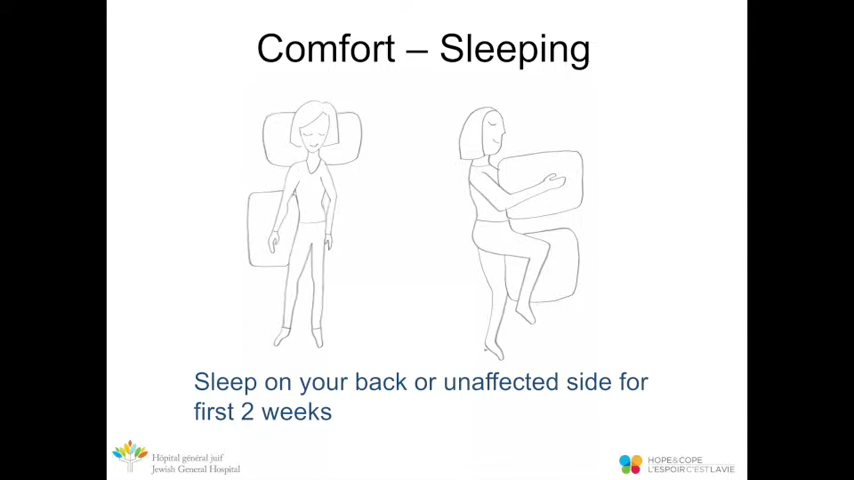 Comfort – Sleeping
Sleep on your back or unaffected side for
first 2 weeks
Hôpital général juif
Jewish General Hospital
HOPE&COPE
L'ESPOIR C'EST LA VIE